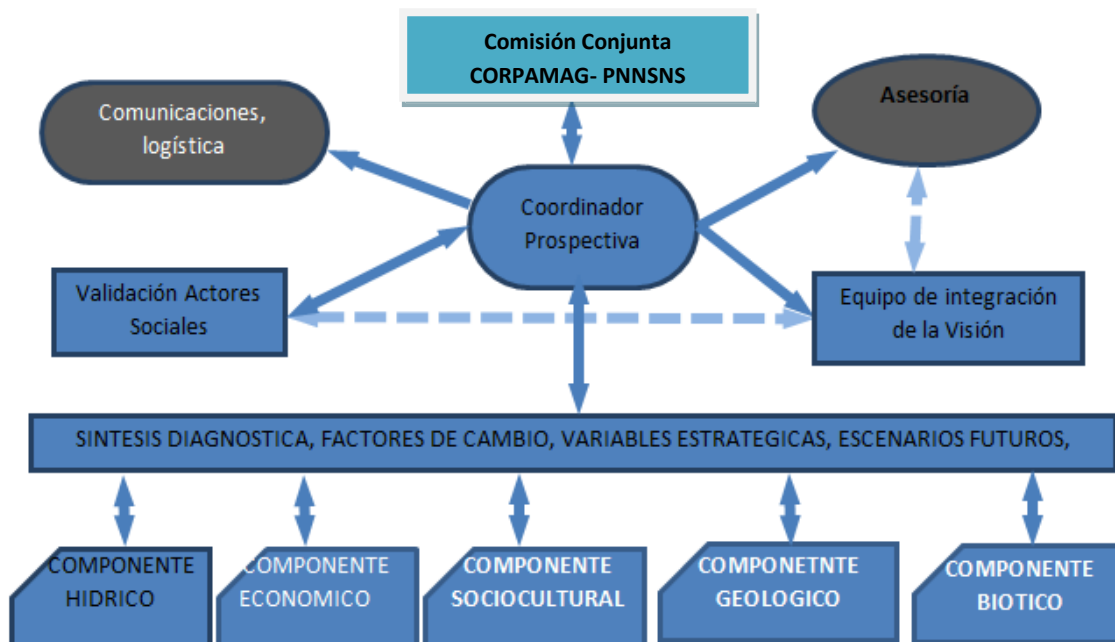 Comisión Conjunta
CORPAMAG- PNNSNS
Comunicaciones,
logística
Asesoría
Coordinador
Prospectiva
Validación Actores
Sociales
Equipo de integración
de la Visión
SINTESIS DIAGNOSTICA, FACTORES DE CAMBIO, VARIABLES ESTRATEGICAS, ESCENARIOS FUTUROS,
COMPONENTE
HIDRICO
COMPONENTE
ECONOMICO
COMPONENTE
SOCIOCULTURAL
COMPONETNTE
GEOLOGICO
COMPONENTE
BIOTICO